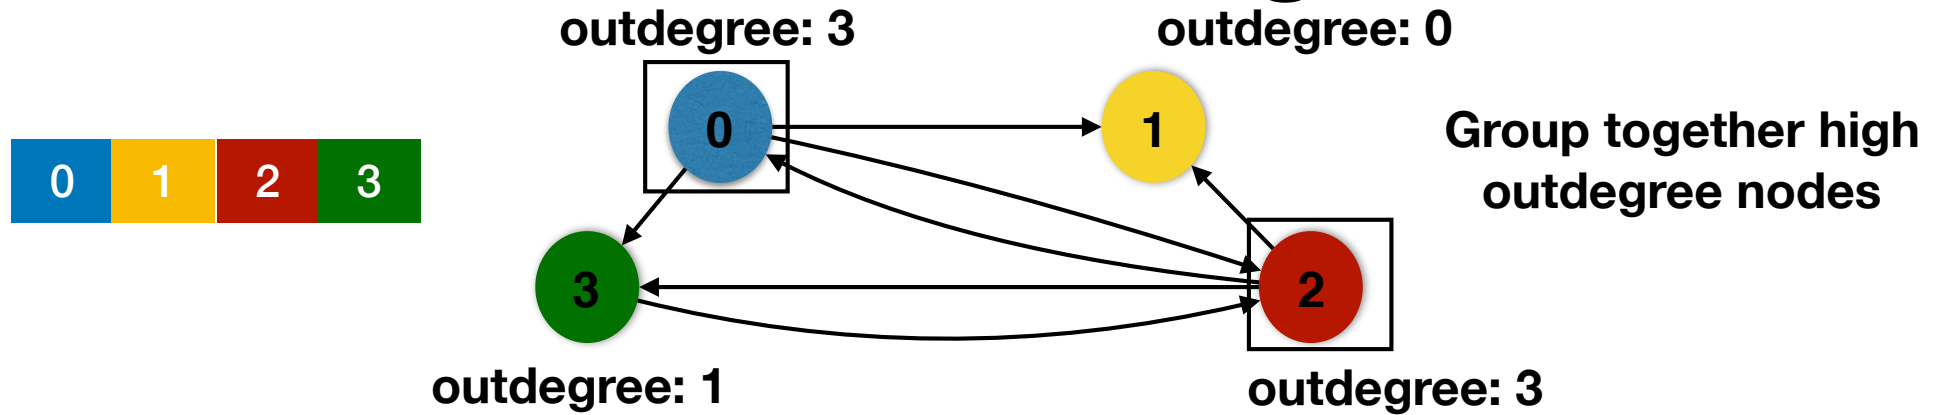 outdegree: 3
outdegree: 0
0
1
Group together high
outdegree nodes
0 1 2 3
3
2
outdegree: 1
outdegree: 3